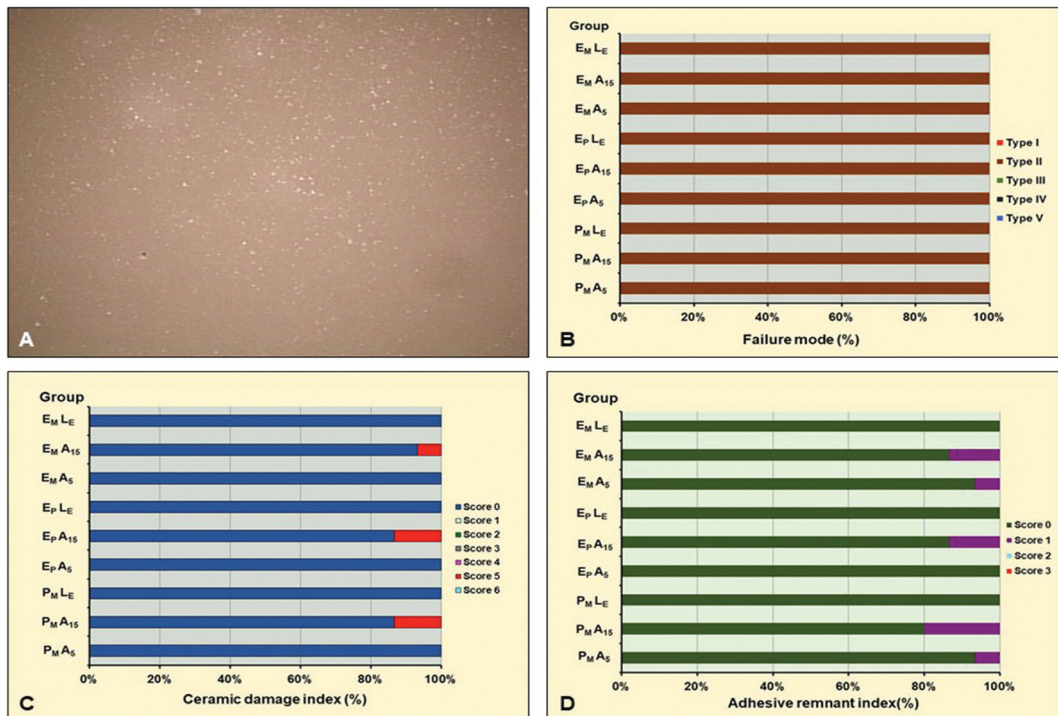 A
Group
EM LE
EM A15
EM A5
EP LE
EP A15
EP A5
PM LE
PM A15
PM A5
0% 20% 40% 60% 80% 100%
Failure mode (%)
B
Type I
Type II
Type III
Type IV
Type V
Group
EM LE
EM A15
EM A5
EP LE
EP A15
EP A5
PM LE
PM A15
PM A5
0% 20% 40% 60% 80% 100%
Ceramic damage index (%)
C
Score 0
Score 1
Score 2
Score 3
Score 4
Score 5
Score 6
Group
EM LE
EM A15
EM A5
EP LE
EP A15
EP A5
PM LE
PM A15
PM A5
0% 20% 40% 60% 80% 100%
Adhesive remnant index(%)
D
Score 0
Score 1
Score 2
Score 3